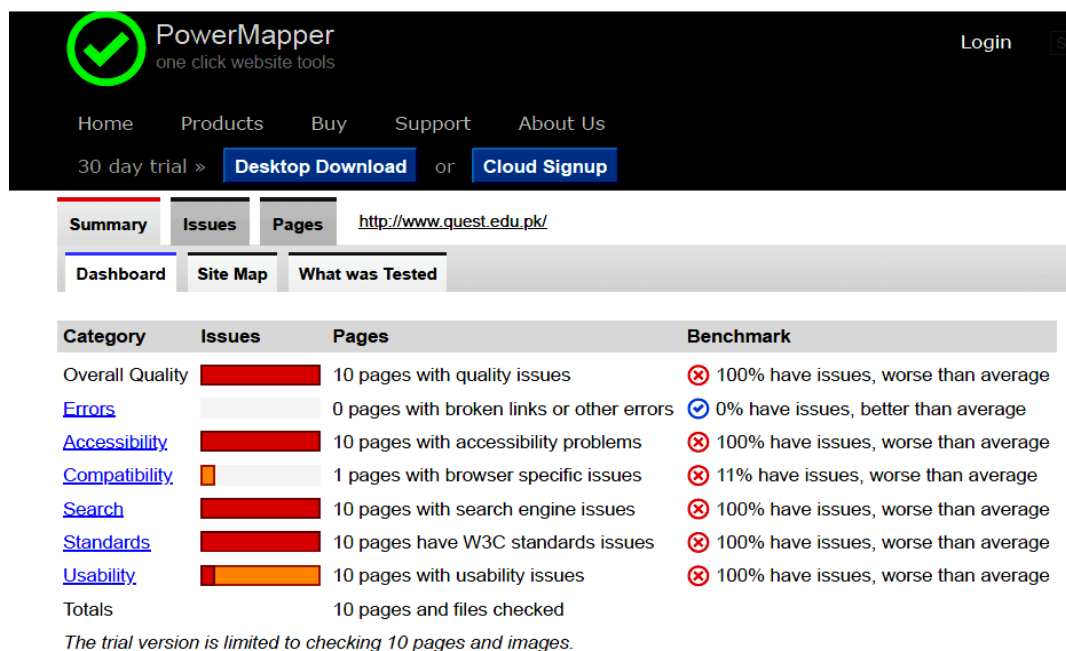 PowerMapper
one click website tools
Login
Home Products Buy Support About Us
30 day trial » Desktop Download or Cloud Signup
Summary Issues Pages http://www.quest.edu.pk/
Dashboard Site Map What was Tested
Category Issues Pages Benchmark
Overall Quality 10 pages with quality issues 100% have issues, worse than average
Errors 0 pages with broken links or other errors 0% have issues, better than average
Accessibility 10 pages with accessibility problems 100% have issues, worse than average
Compatibility 1 pages with browser specific issues 11% have issues, worse than average
Search 10 pages with search engine issues 100% have issues, worse than average
Standards 10 pages have W3C standards issues 100% have issues, worse than average
Usability 10 pages with usability issues 100% have issues, worse than average
Totals 10 pages and files checked
The trial version is limited to checking 10 pages and images.